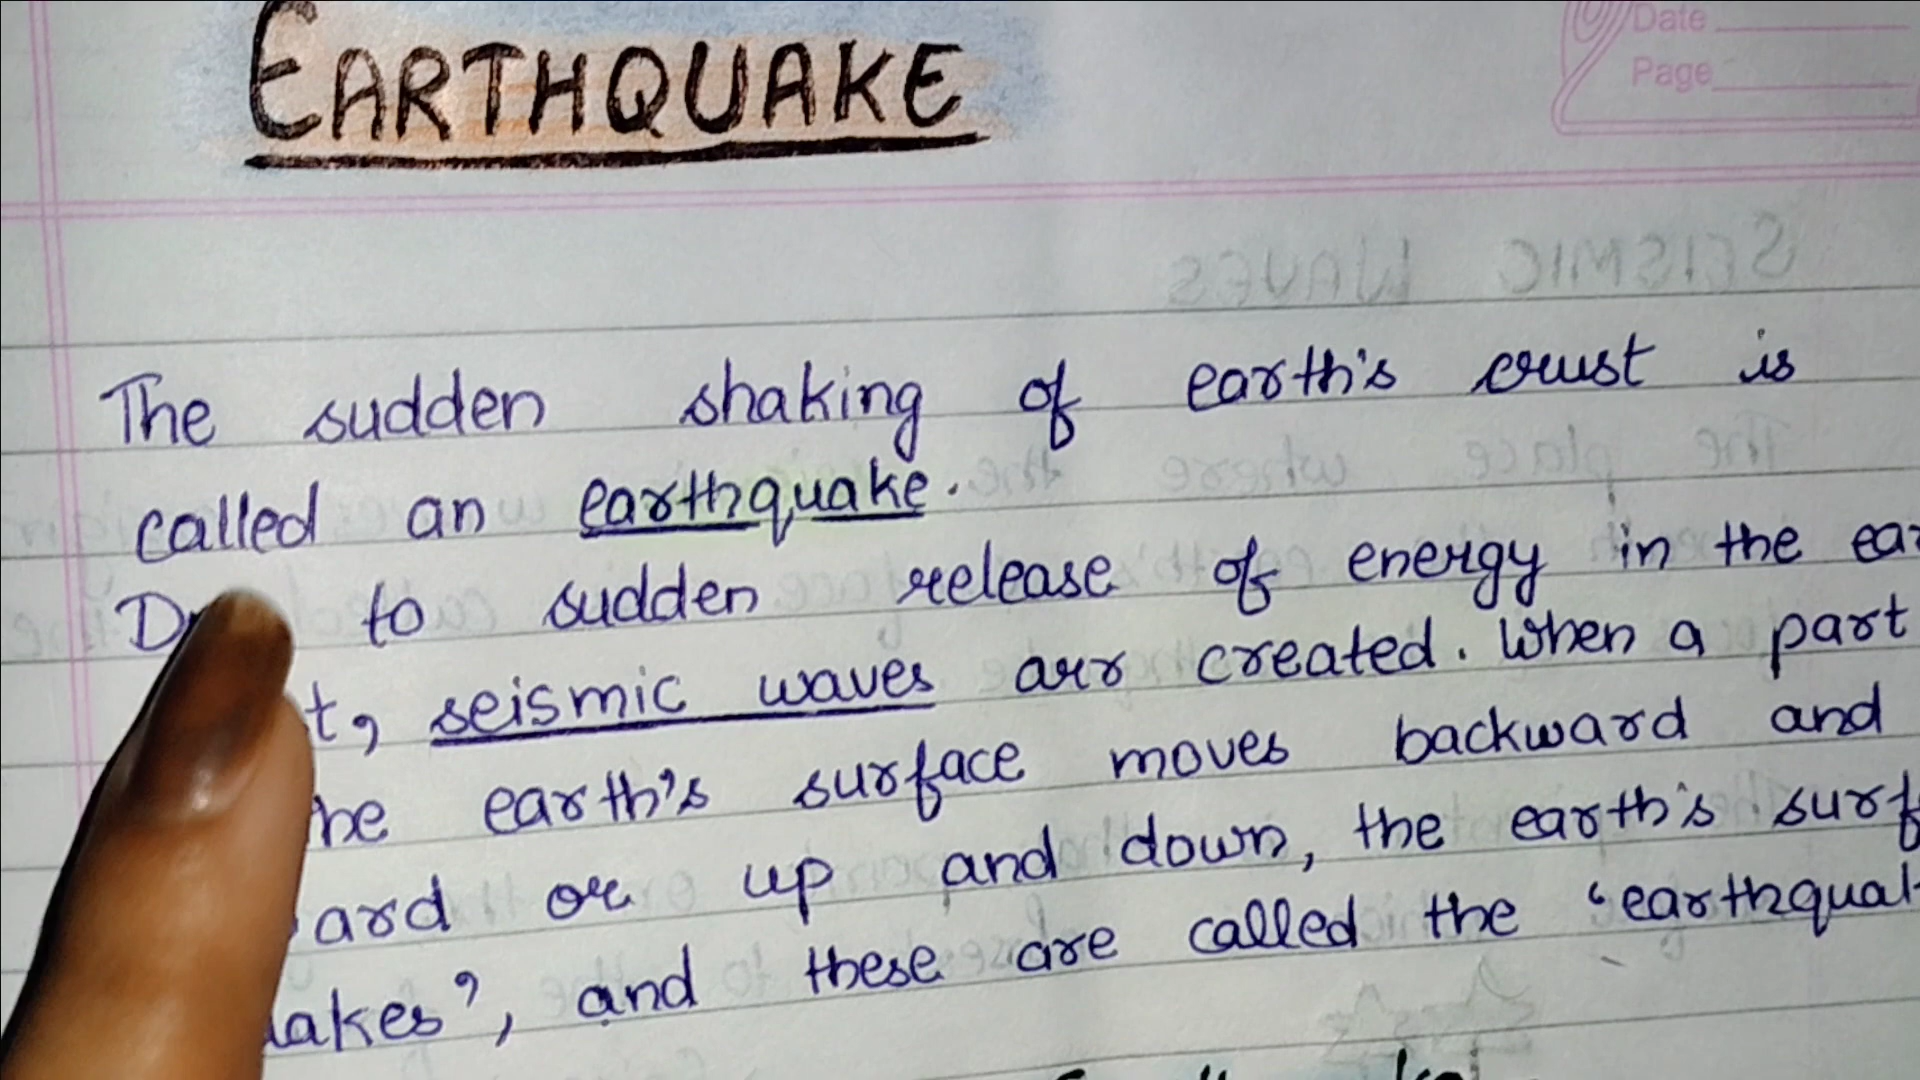 EARTHQUAKE
Date
Page
SEISMIC WAVES
The sudden shaking of earth's crust is
called an earthquake.
to sudden release of energy in the
seismic waves are created. When a part
earth's surface moves backward and
or up and down, the earth's
and these are called the